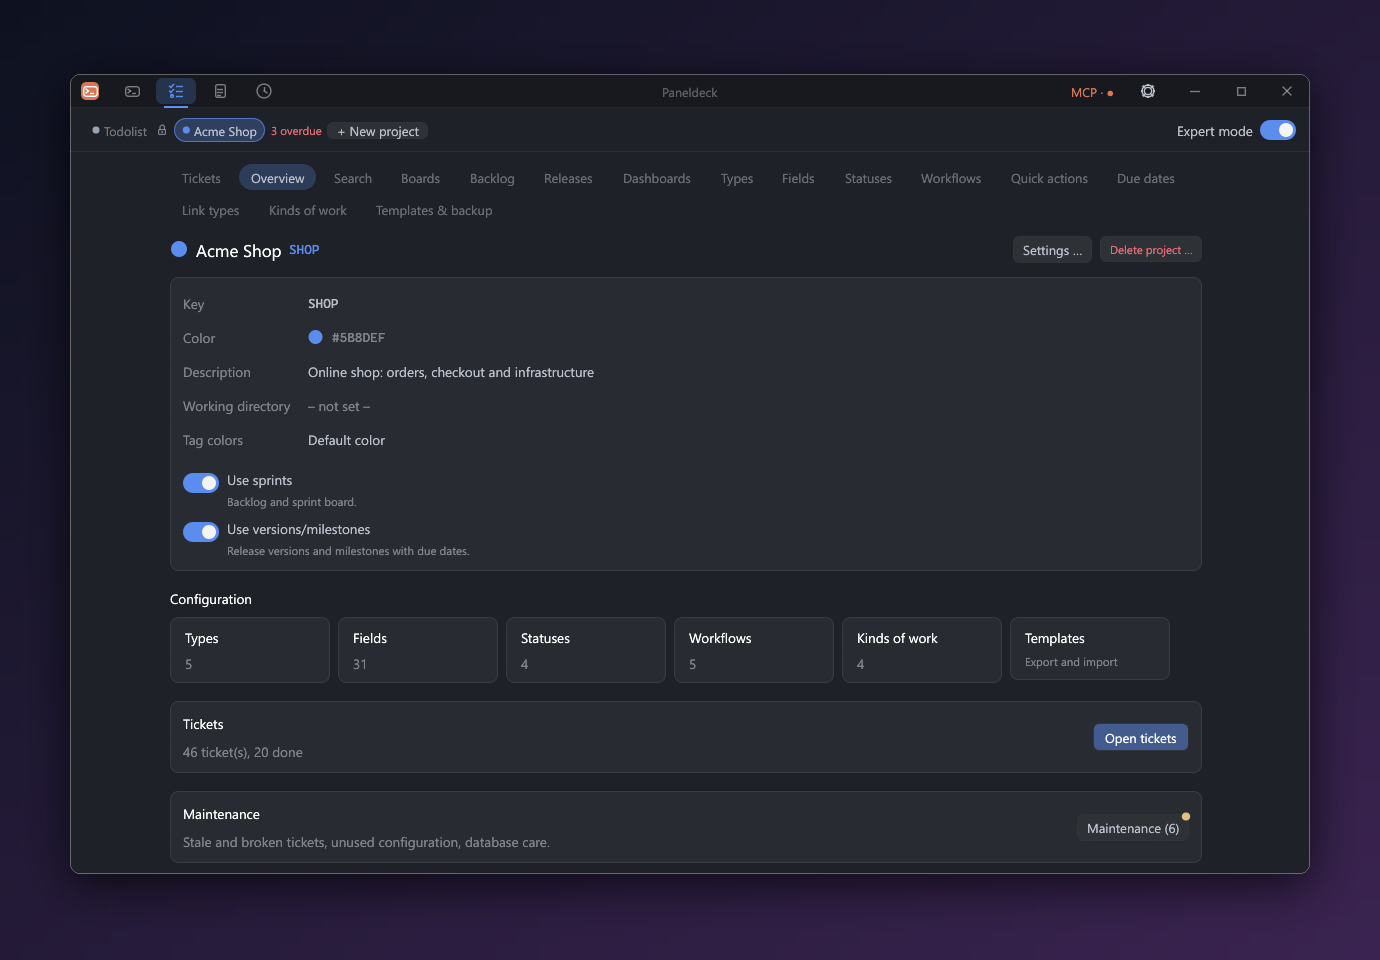 Paneldeck
MCP ·
Todolist Acme Shop 3 overdue + New project Expert mode
Tickets Overview Search Boards Backlog Releases Dashboards Types Fields Statuses Workflows Quick actions Due dates
Link types Kinds of work Templates & backup
Acme Shop SHOP Settings ... Delete project ...
Key SHOP
Color #5B8DEF
Description Online shop: orders, checkout and infrastructure
Working directory – not set –
Tag colors Default color
Use sprints
Backlog and sprint board.
Use versions/milestones
Release versions and milestones with due dates.
Configuration
Types Fields Statuses Workflows Kinds of work Templates
5 31 4 5 4 Export and import
Tickets
46 ticket(s), 20 done
Open tickets
Maintenance
Stale and broken tickets, unused configuration, database care.
Maintenance (6)